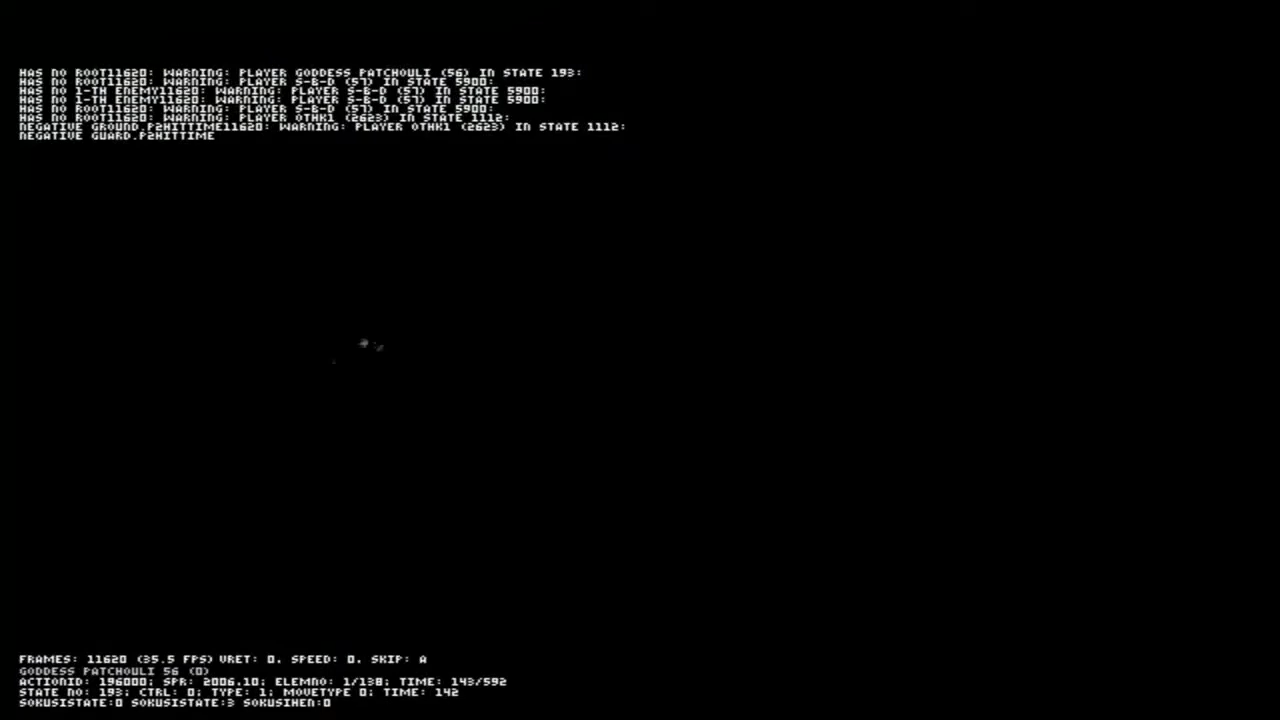 HAS NO ROOT11620: WARNING: PLAYER GODDESS PATCHOULI (56) IN STATE 193:
HAS NO ROOT11620: WARNING: PLAYER S-B-D (57) IN STATE 5900:
HAS NO 1-TH ENEMY11620: WARNING: PLAYER S-B-D (57) IN STATE 5900:
HAS NO 1-TH ENEMY11620: WARNING: PLAYER S-B-D (57) IN STATE 5900:
HAS NO ROOT11620: WARNING: PLAYER S-B-D (57) IN STATE 5900:
HAS NO ROOT11620: WARNING: PLAYER OTHK1 (2623) IN STATE 1112:
NEGATIVE GROUND.P2HITTIME11620: WARNING: PLAYER OTHK1 (2623) IN STATE 1112:
NEGATIVE GUARD.P2HITTIME
FRAMES: 11620 (35.5 FPS) VRET: 0. SPEED: 0. SKIP: A
GODDESS PATCHOULI 56 (0)
ACTIONID: 196000; SPR: 2006,10; ELEMNO: 1/138; TIME: 143/592
STATE NO: 193; CTRL: 0; TYPE: 1; MOVETYPE 0; TIME: 142
SOKUSISTATE:0 SOKUSISTATE:3 SOKUSIHEN:0